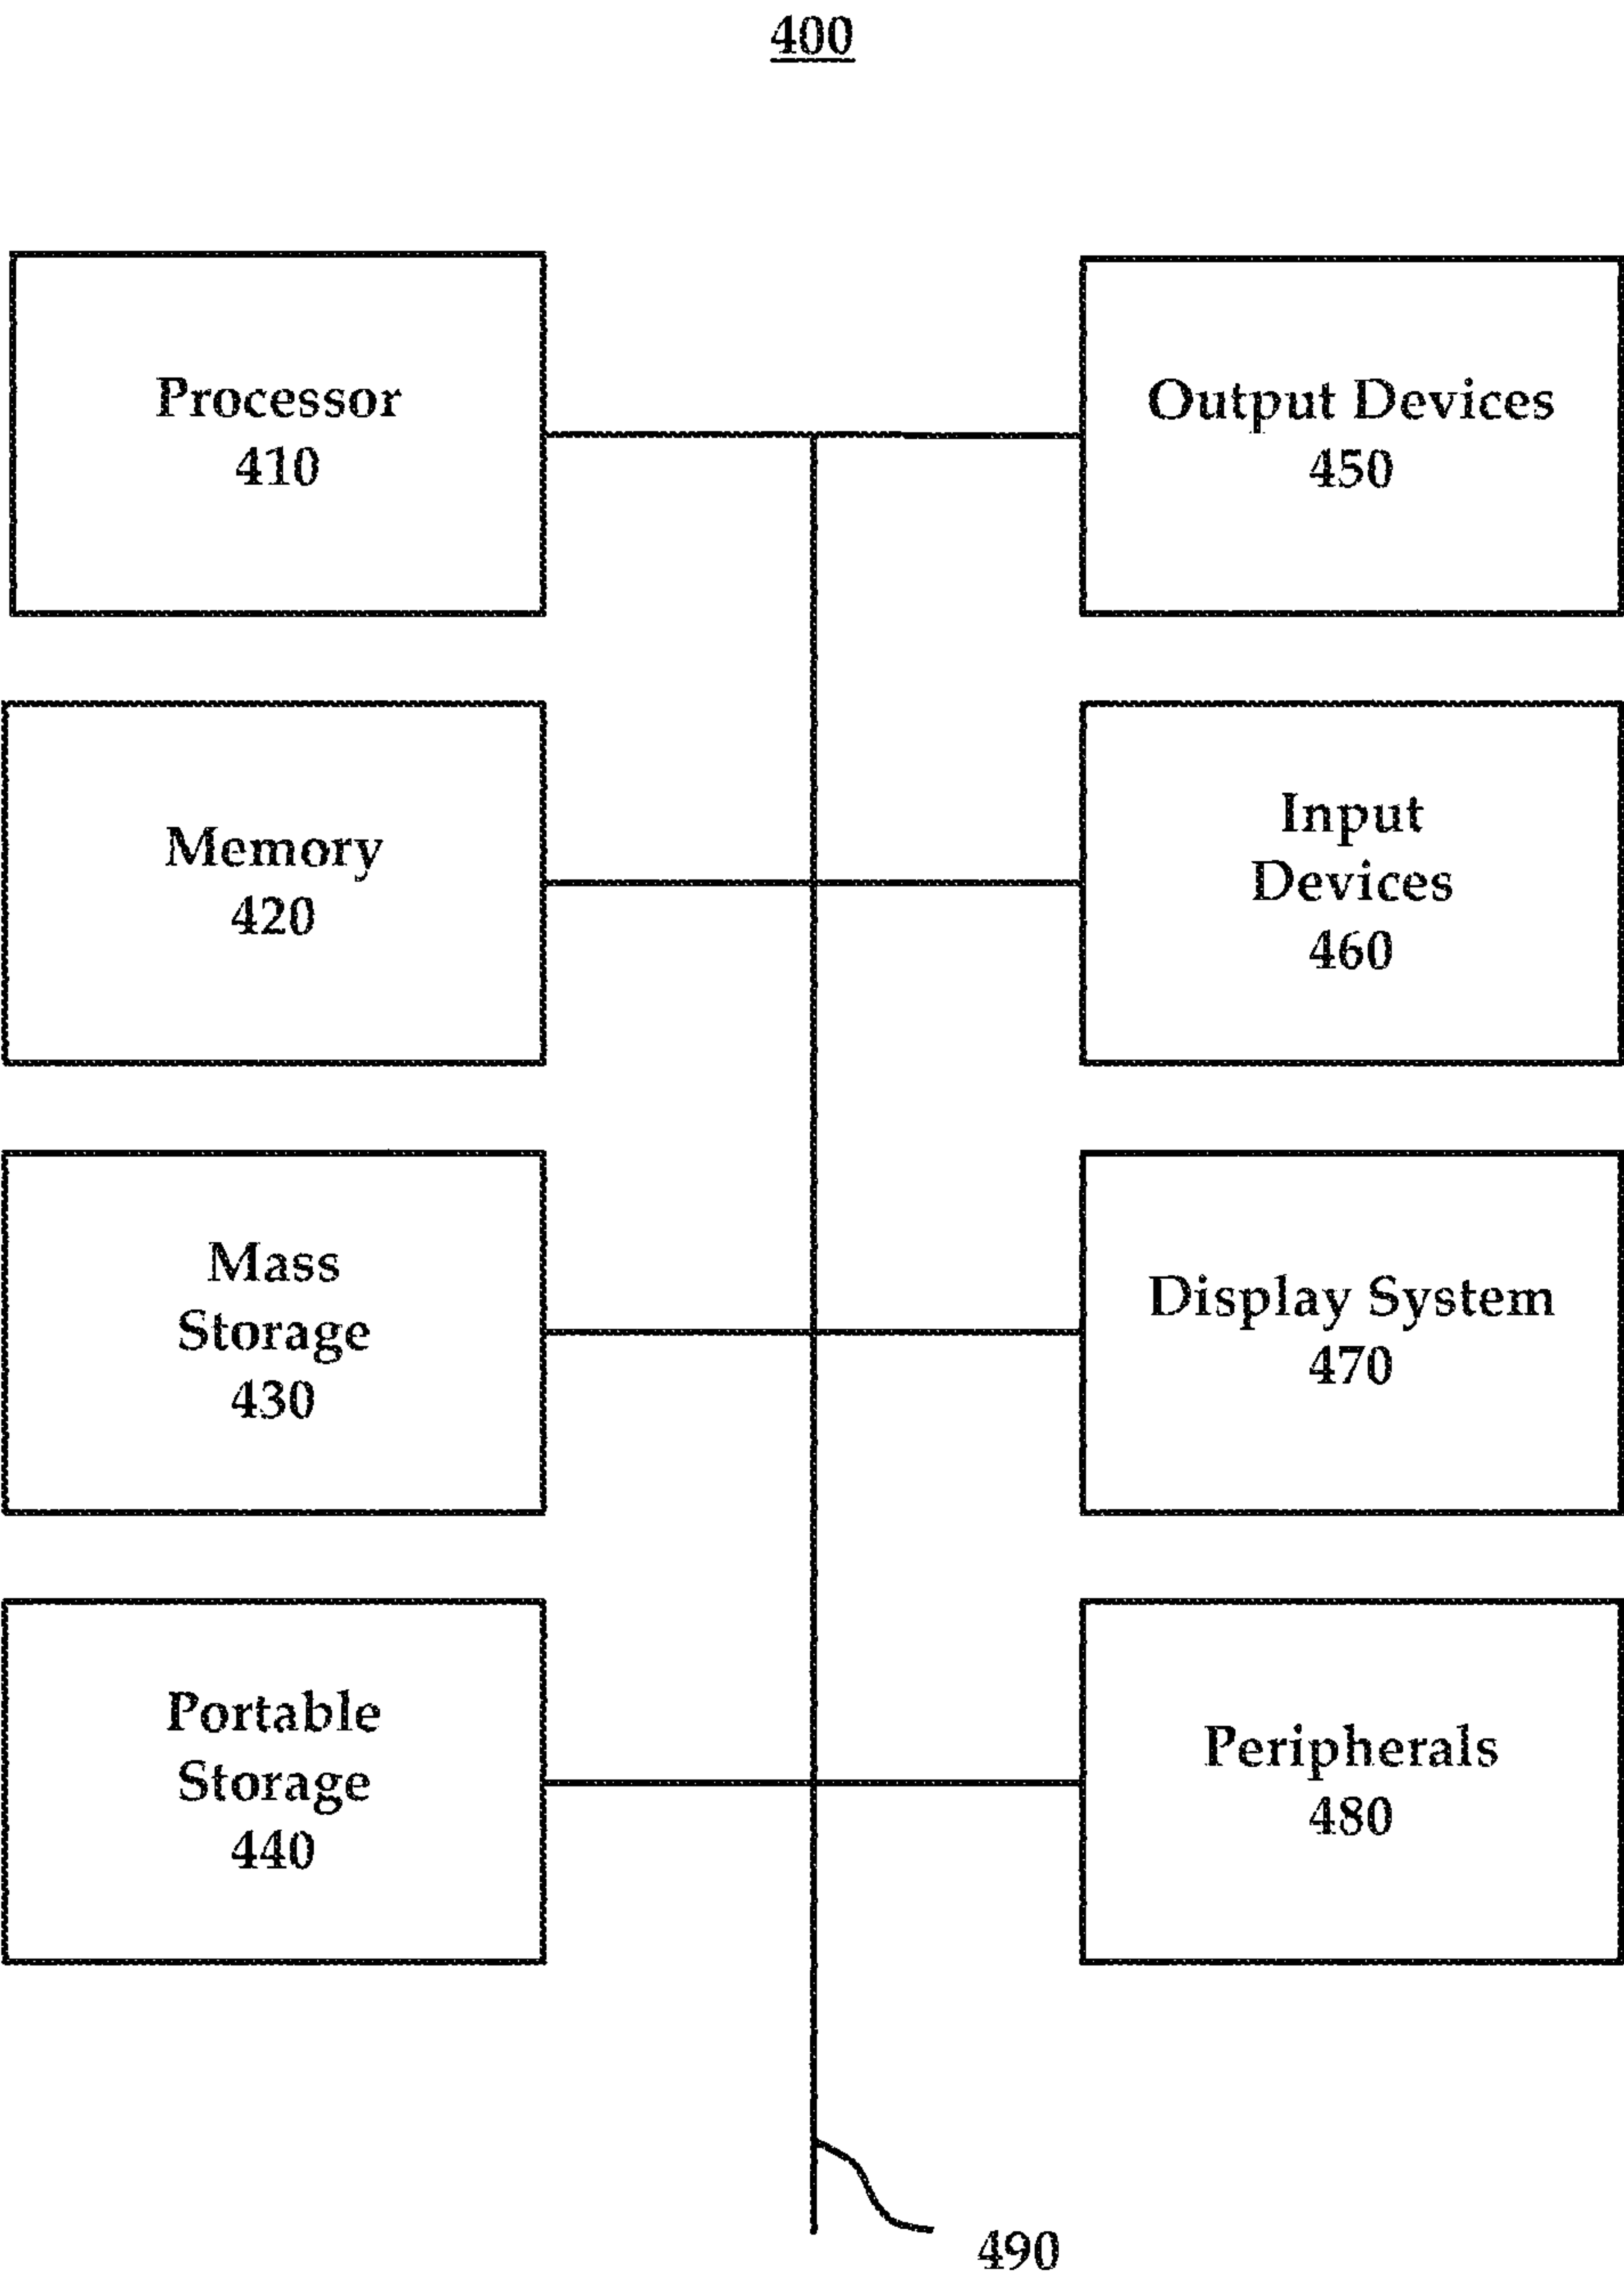 400
Processor
410
Output Devices
450
Memory
420
Input
Devices
460
Mass
Storage
430
Display System
470
Portable
Storage
440
Peripherals
480
490